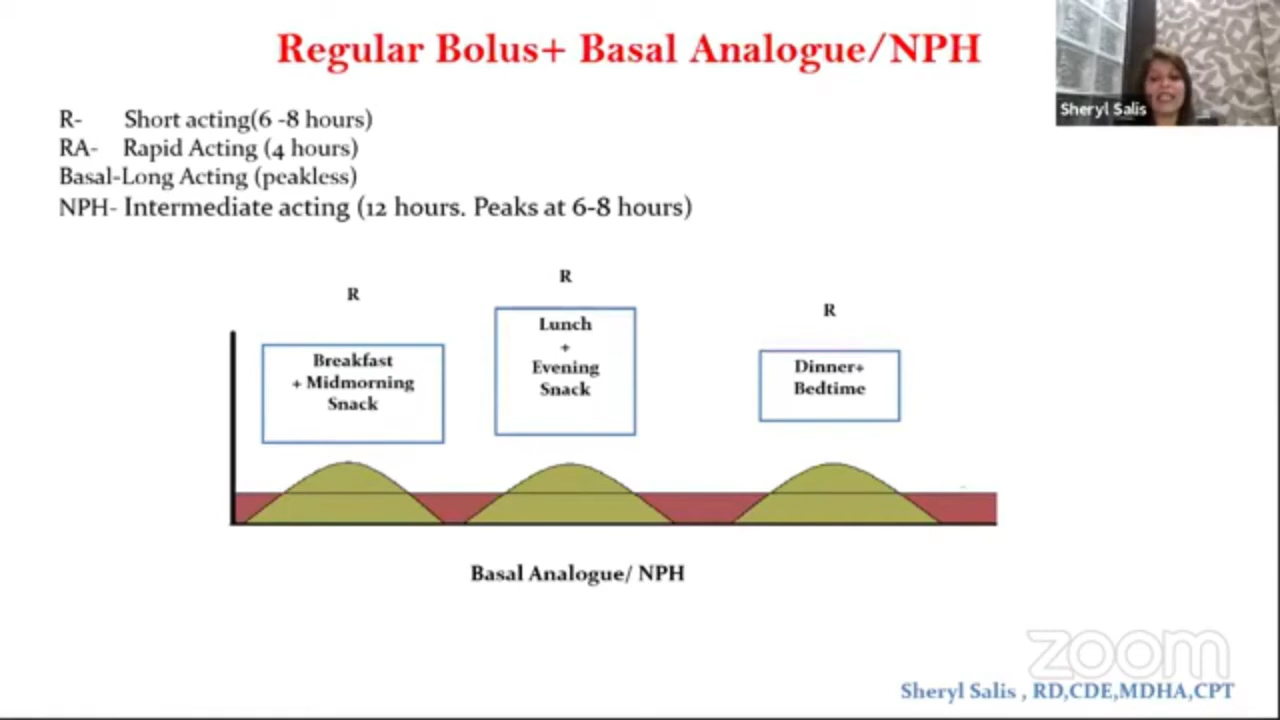 Regular Bolus+ Basal Analogue/NPH
Sheryl Salis
R- Short acting(6 -8 hours)
RA- Rapid Acting (4 hours)
Basal-Long Acting (peakless)
NPH- Intermediate acting (12 hours. Peaks at 6-8 hours)
R
Breakfast
+ Midmorning
Snack
R
Lunch
+
Evening
Snack
R
Dinner+
Bedtime
Basal Analogue/ NPH
zoom
Sheryl Salis , RD,CDE,MDHA,CPT